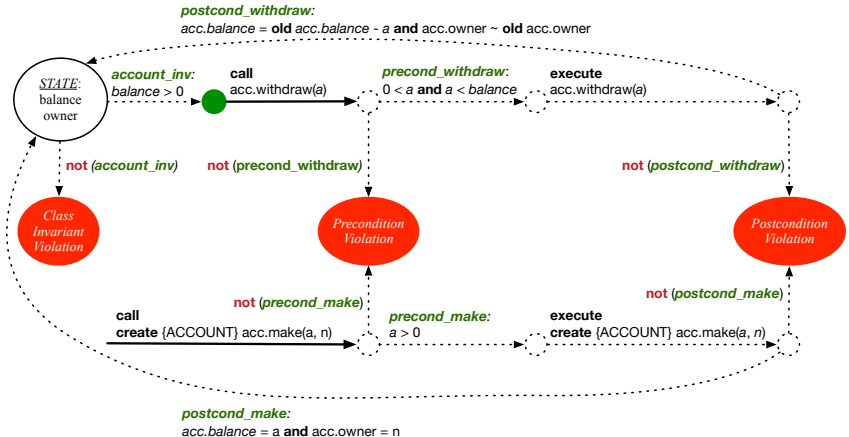 postcond_withdraw:
acc.balance = old acc.balance - a and acc.owner ~ old acc.owner
STATE:
balance
owner
account_inv:
balance > 0
call
acc.withdraw(a)
precond_withdraw:
0 < a and a < balance
execute
acc.withdraw(a)
not (account_inv)
not (precond_withdraw)
not (postcond_withdraw)
Class
Invariant
Violation
Precondition
Violation
Postcondition
Violation
not (precond_make)
not (postcond_make)
call
create {ACCOUNT} acc.make(a, n)
precond_make:
a > 0
execute
create {ACCOUNT} acc.make(a, n)
postcond_make:
acc.balance = a and acc.owner = n